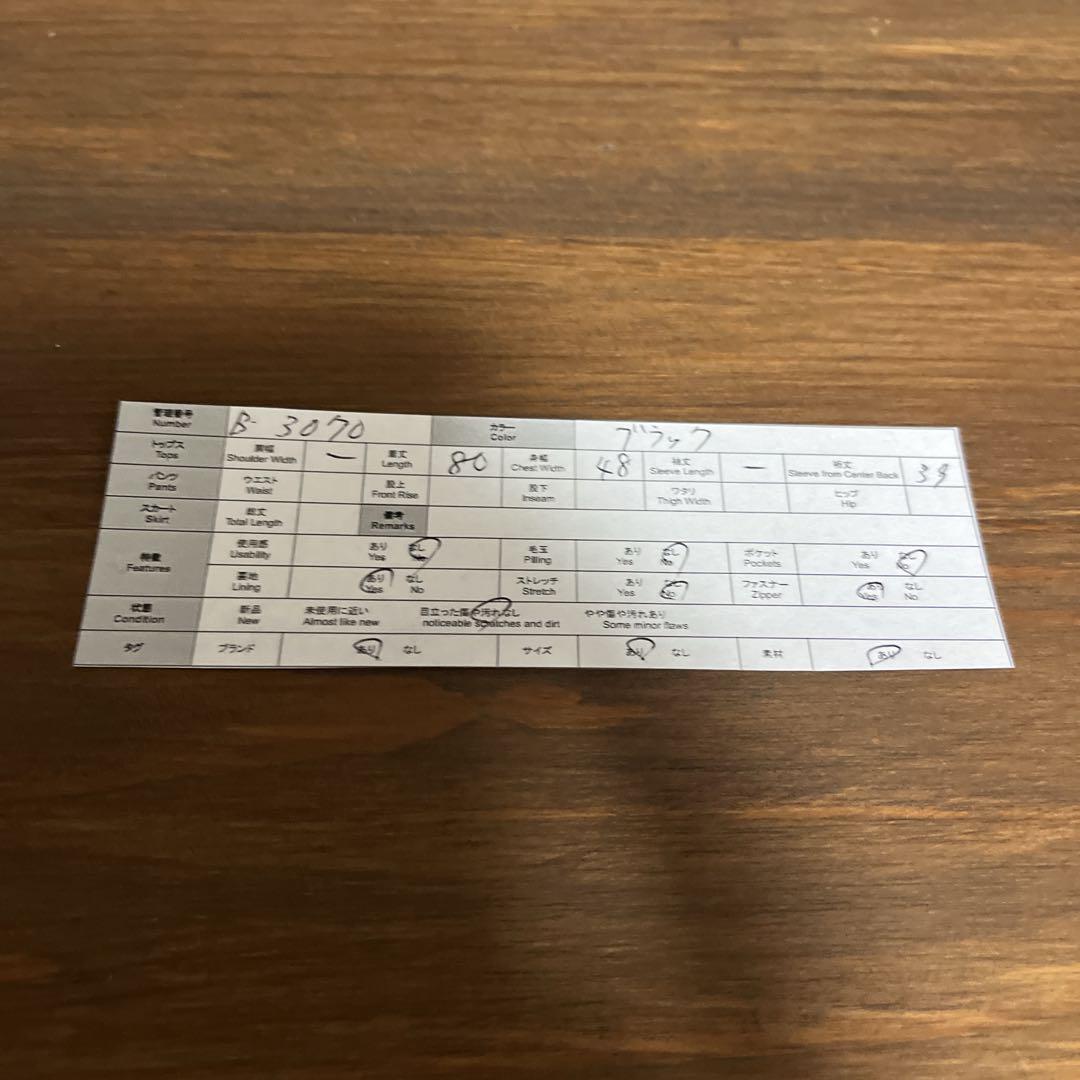 管理番号 Number B-3070 カラー Color ブラック
トップス Tops 肩幅 Shoulder Width — 着丈 Length 80 身幅 Chest Width 48 袖丈 Sleeve Length — 裄丈 Sleeve from Center Back
パンツ Pants ウエスト Waist 股上 Front Rise 股下 Inseam ワタリ Thigh Width ヒップ Hip
スカート Skirt 総丈 Total Length 備考 Remarks
特徴 Features 使用感 Usability あり Yes なし 毛玉 Pilling あり Yes なし No ポケット Pockets あり Yes なし No
裏地 Lining あり Yes なし No ストレッチ Stretch あり Yes なし No ファスナー Zipper あり Yes なし No
状態 Condition 新品 New 未使用に近い Almost like new 目立った傷や汚れなし noticeable scratches and dirt やや傷や汚れあり Some minor flaws
タグ ブランド あり なし サイズ あり なし 素材 あり なし